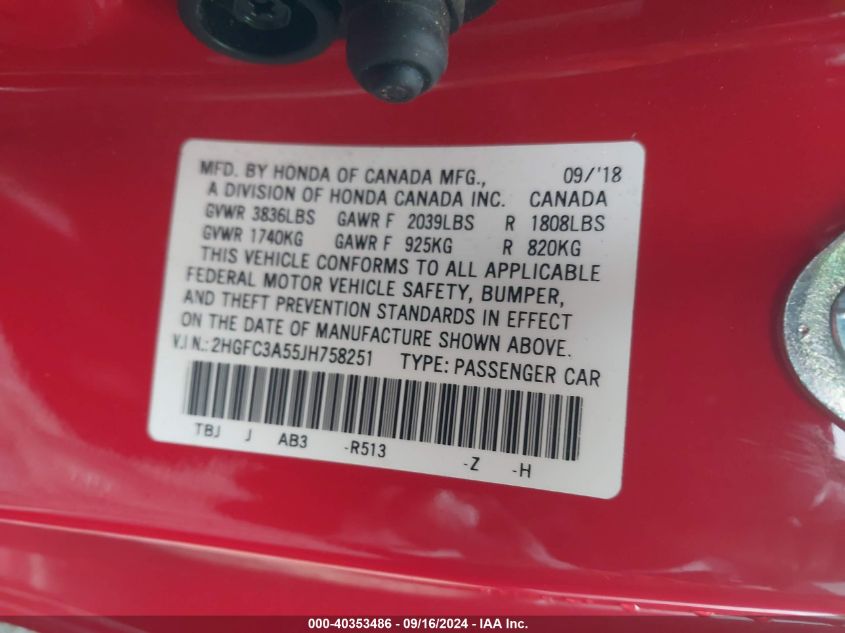 MFD. BY HONDA OF CANADA MFG., 09/'18
A DIVISION OF HONDA CANADA INC. CANADA
GVWR 3836LBS GAWR F 2039LBS R 1808LBS
GVWR 1740KG GAWR F 925KG R 820KG
THIS VEHICLE CONFORMS TO ALL APPLICABLE
FEDERAL MOTOR VEHICLE SAFETY, BUMPER,
AND THEFT PREVENTION STANDARDS IN EFFECT
ON THE DATE OF MANUFACTURE SHOWN ABOVE.
V.I N.: 2HGFC3A55JH758251 TYPE: PASSENGER CAR
TBJ J AB3 -R513 -Z -H
000-40353486 - 09/16/2024 - IAA Inc.